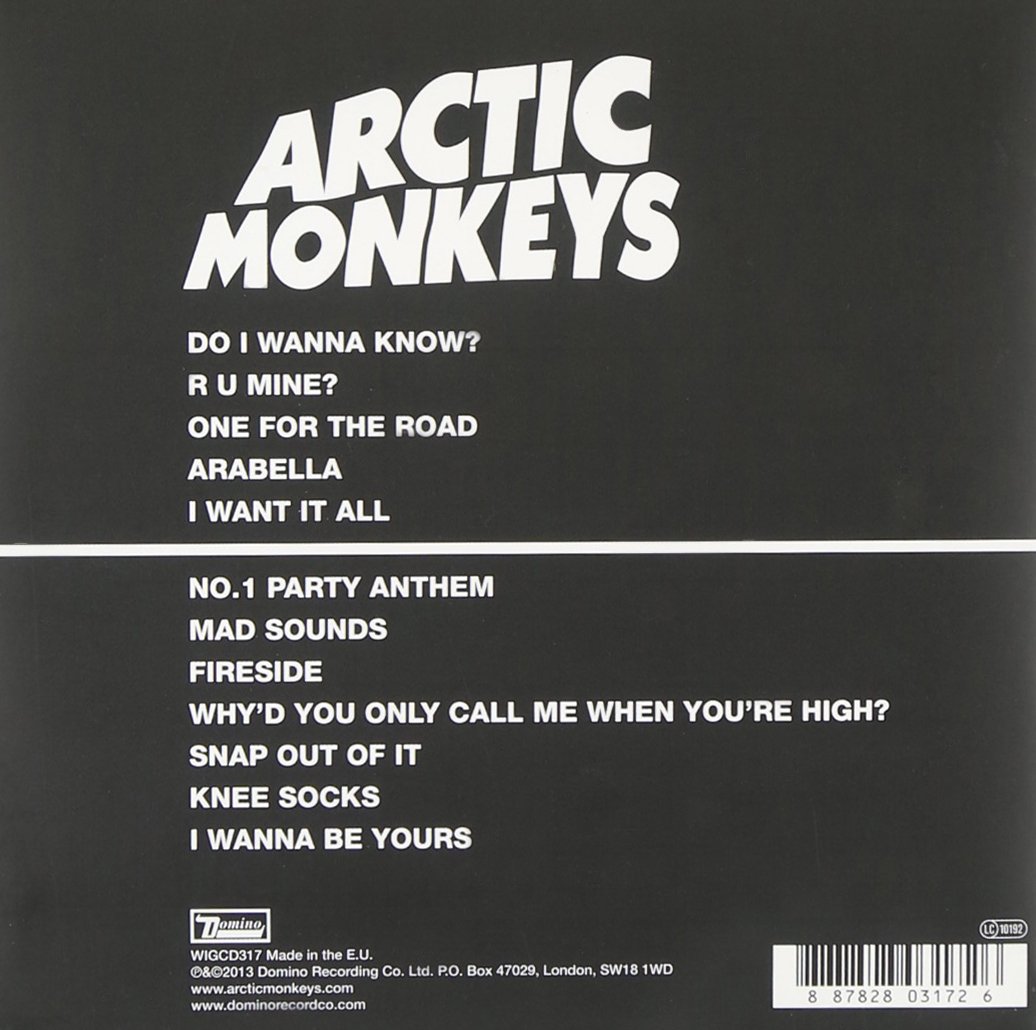 ARCTIC
MONKEYS
DO I WANNA KNOW?
R U MINE?
ONE FOR THE ROAD
ARABELLA
I WANT IT ALL
NO.1 PARTY ANTHEM
MAD SOUNDS
FIRESIDE
WHY'D YOU ONLY CALL ME WHEN YOU'RE HIGH?
SNAP OUT OF IT
KNEE SOCKS
I WANNA BE YOURS
Domino
WIGCD317 Made in the E.U.
℗&©2013 Domino Recording Co. Ltd. P.O. Box 47029, London, SW18 1WD
www.arcticmonkeys.com
www.dominorecordco.com
LC 10192
8 87828 03172 6